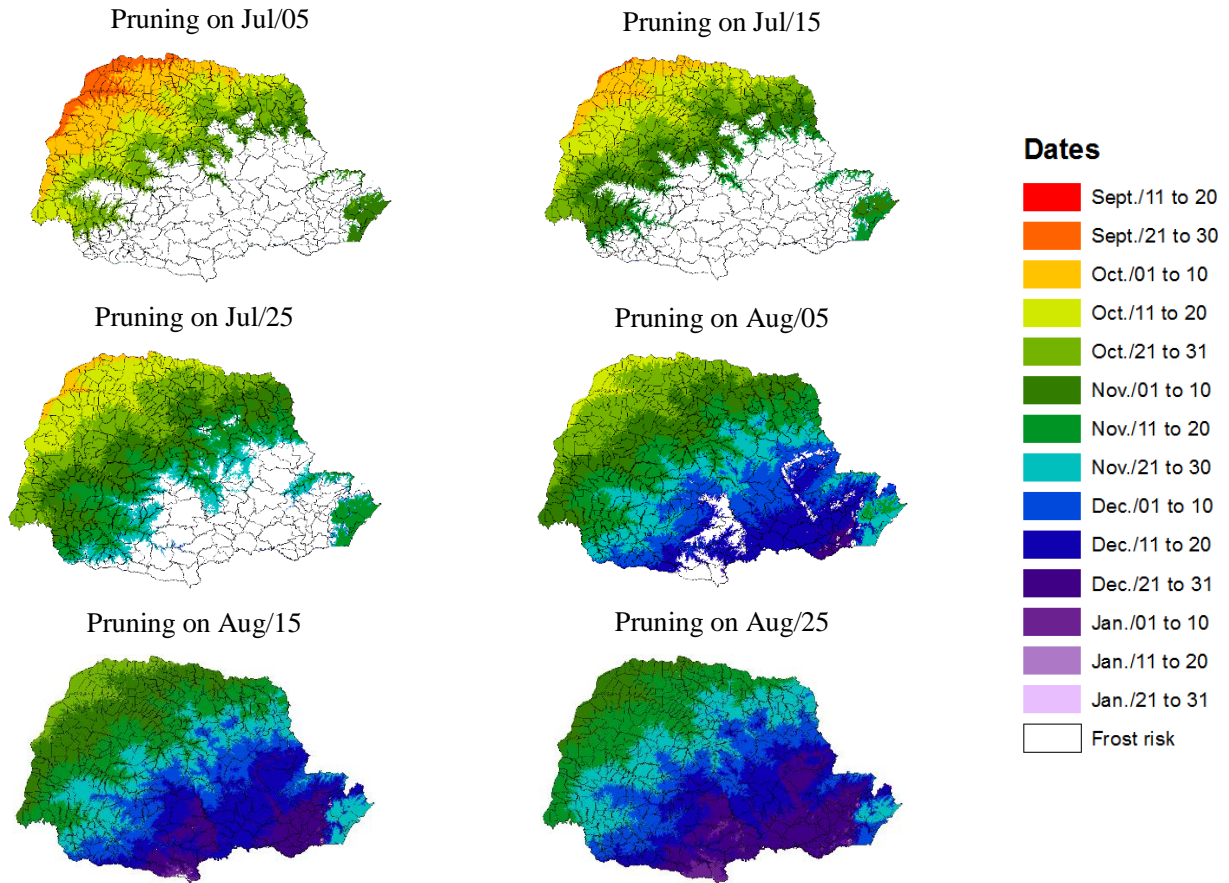 Pruning on Jul/05
Pruning on Jul/15
Pruning on Jul/25
Pruning on Aug/05
Pruning on Aug/15
Pruning on Aug/25
Dates
Sept./11 to 20
Sept./21 to 30
Oct./01 to 10
Oct./11 to 20
Oct./21 to 31
Nov./01 to 10
Nov./11 to 20
Nov./21 to 30
Dec./01 to 10
Dec./11 to 20
Dec./21 to 31
Jan./01 to 10
Jan./11 to 20
Jan./21 to 31
Frost risk